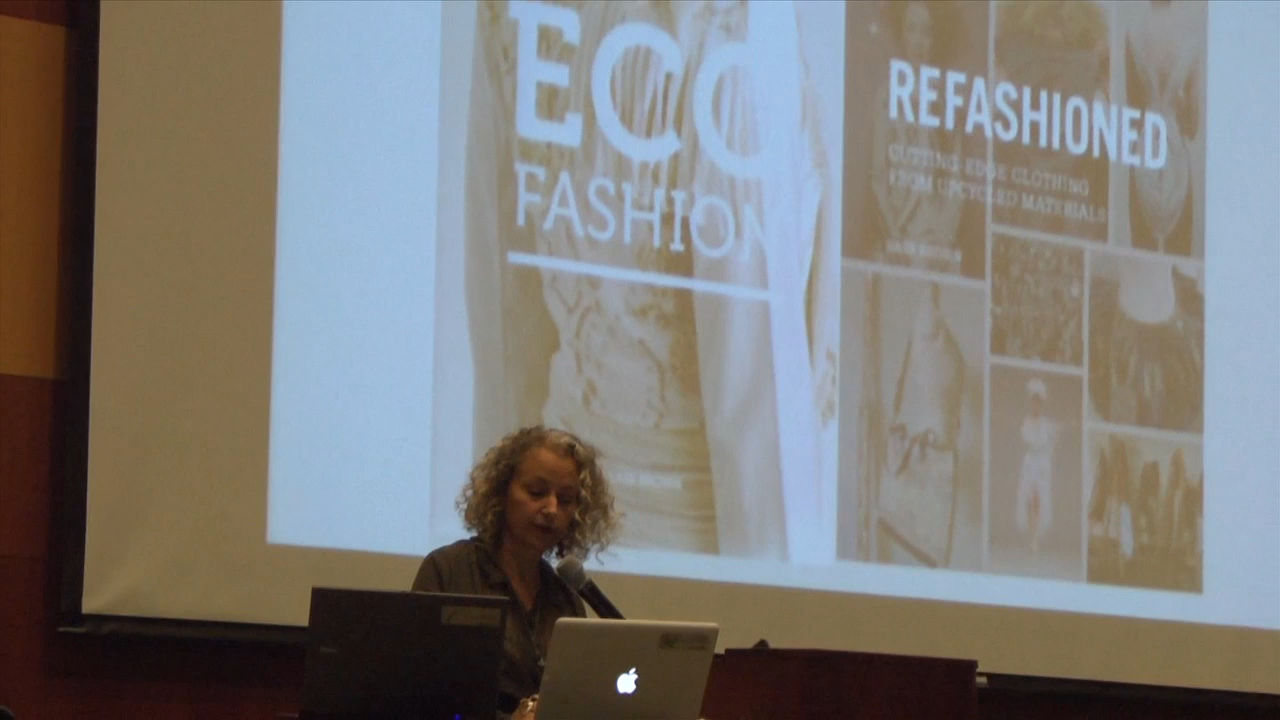 ECO
FASHION
REFASHIONED
CUTTING-EDGE CLOTHING
FROM UPCYCLED MATERIALS